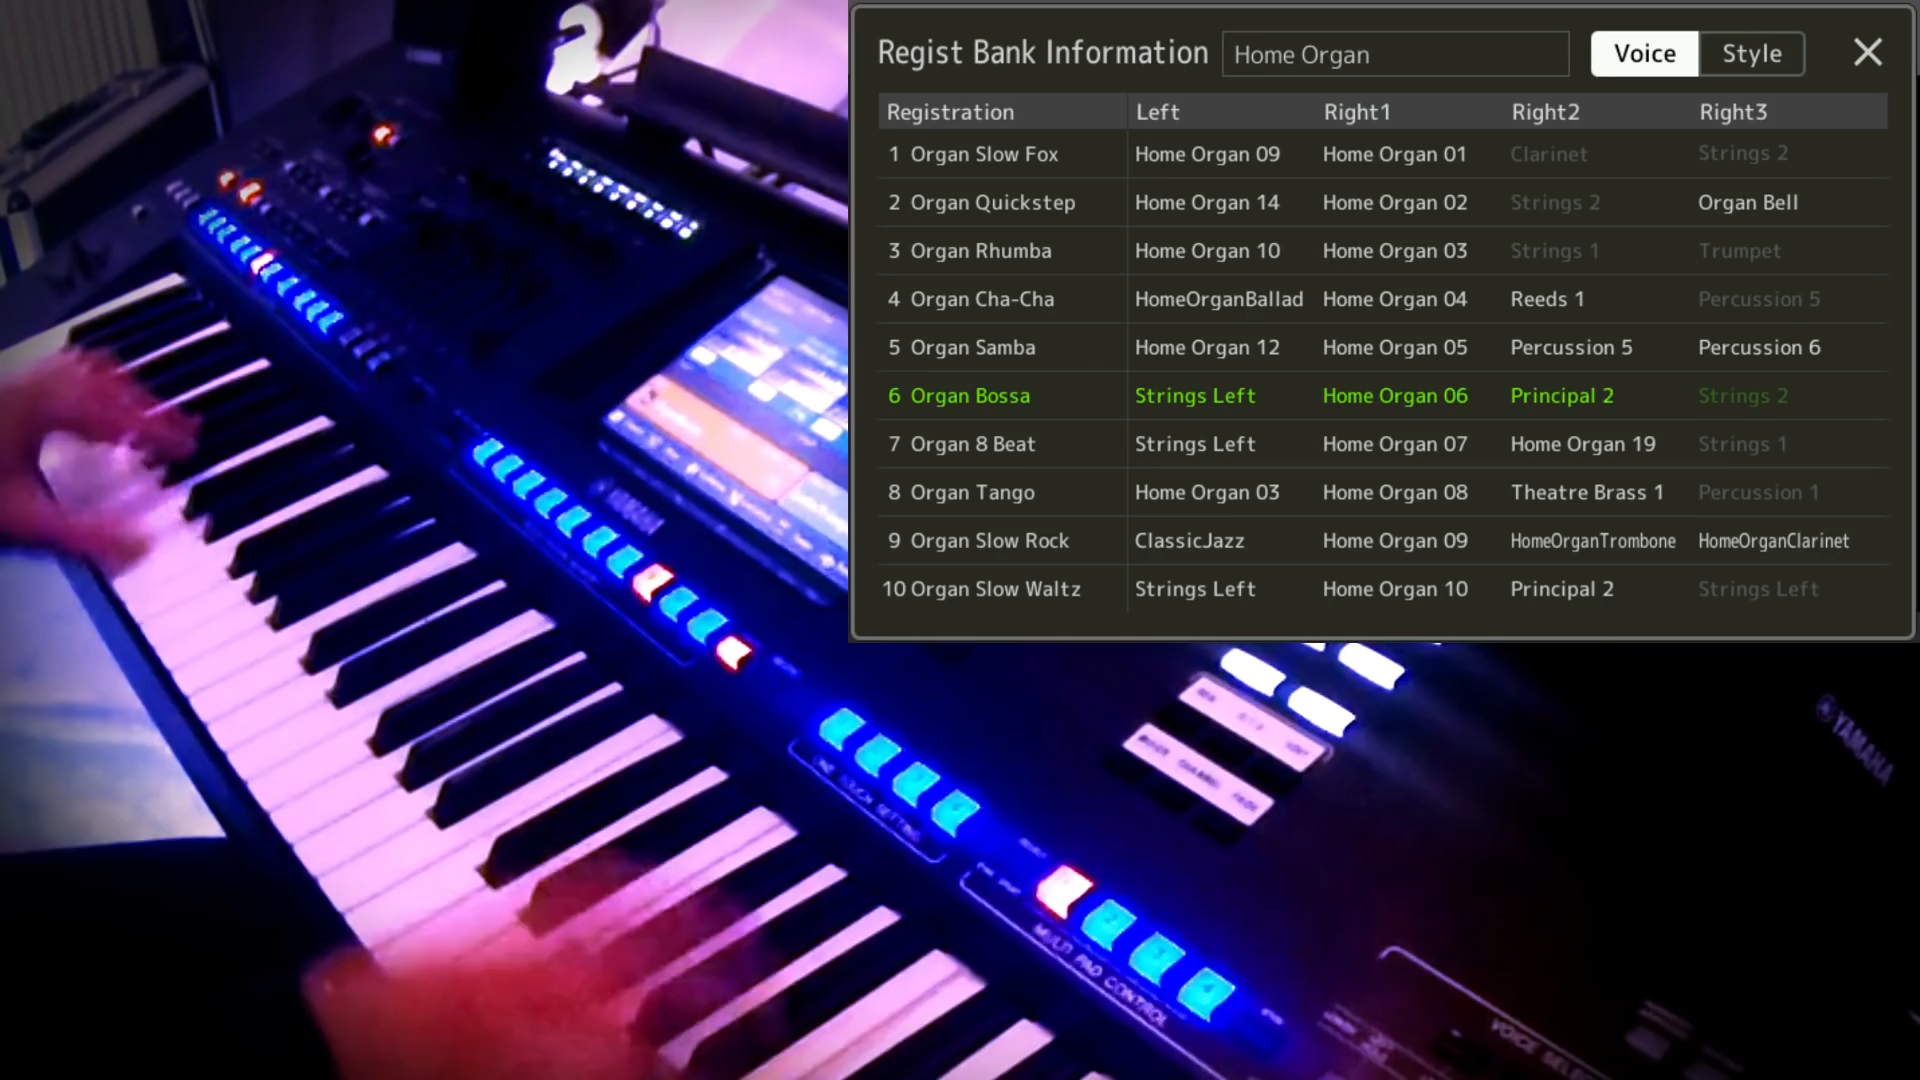 Regist Bank Information Home Organ Voice Style
Registration Left Right1 Right2 Right3
1 Organ Slow Fox Home Organ 09 Home Organ 01 Clarinet Strings 2
2 Organ Quickstep Home Organ 14 Home Organ 02 Strings 2 Organ Bell
3 Organ Rhumba Home Organ 10 Home Organ 03 Strings 1 Trumpet
4 Organ Cha-Cha HomeOrganBallad Home Organ 04 Reeds 1 Percussion 5
5 Organ Samba Home Organ 12 Home Organ 05 Percussion 5 Percussion 6
6 Organ Bossa Strings Left Home Organ 06 Principal 2 Strings 2
7 Organ 8 Beat Strings Left Home Organ 07 Home Organ 19 Strings 1
8 Organ Tango Home Organ 03 Home Organ 08 Theatre Brass 1 Percussion 1
9 Organ Slow Rock ClassicJazz Home Organ 09 HomeOrganTrombone HomeOrganClarinet
10 Organ Slow Waltz Strings Left Home Organ 10 Principal 2 Strings Left
YAMAHA
YAMAHA
ONE TOUCH SETTING
MULTI PAD CONTROL